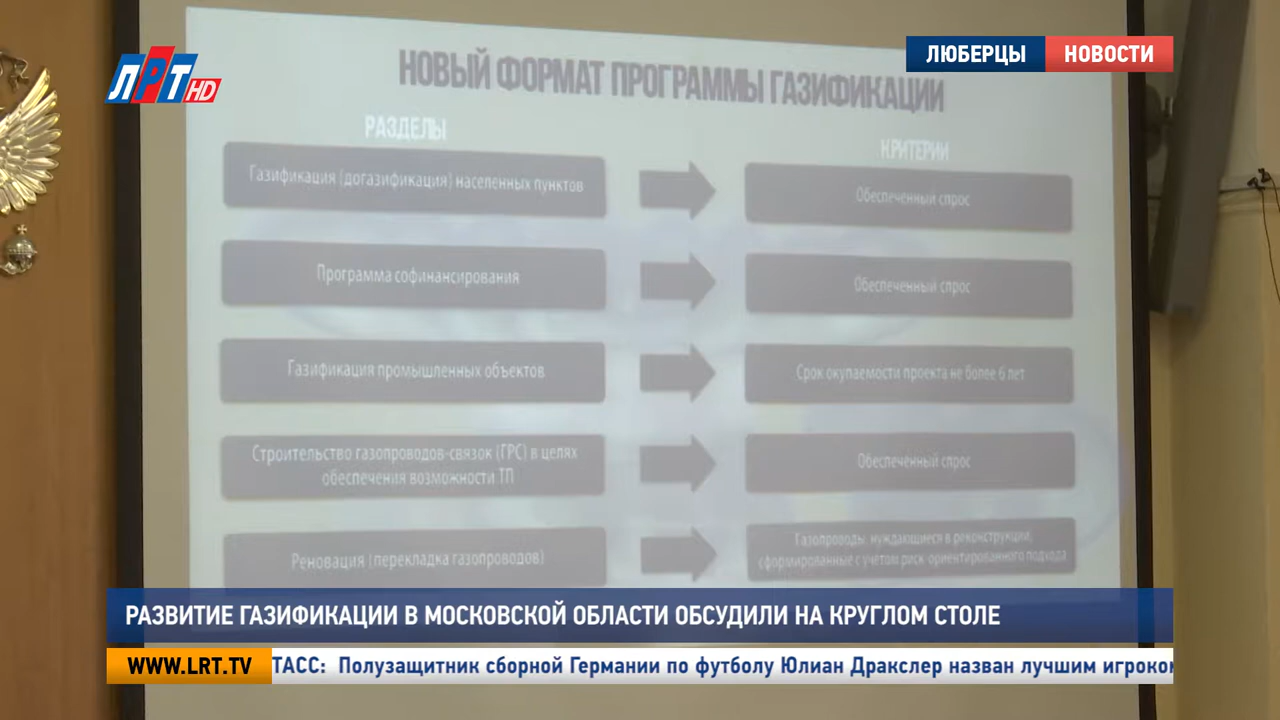 ЛРТ HD
ЛЮБЕРЦЫ НОВОСТИ
НОВЫЙ ФОРМАТ ПРОГРАММЫ ГАЗИФИКАЦИИ
РАЗДЕЛЫ
КРИТЕРИИ
Газификация (догазификация) населенных пунктов
Обеспеченный спрос
Программа софинансирования
Обеспеченный спрос
Газификация промышленных объектов
Срок окупаемости проекта не более 6 лет
Строительство газопроводов-связок (ГРС) в целях
обеспечения возможности ТП
Обеспеченный спрос
Реновация (перекладка газопроводов)
Газопроводы, нуждающиеся в реконструкции,
сформированные с учетом риск-ориентированного подхода
РАЗВИТИЕ ГАЗИФИКАЦИИ В МОСКОВСКОЙ ОБЛАСТИ ОБСУДИЛИ НА КРУГЛОМ СТОЛЕ
WWW.LRT.TV
ТАСС: Полузащитник сборной Германии по футболу Юлиан Дракслер назван лучшим игроком